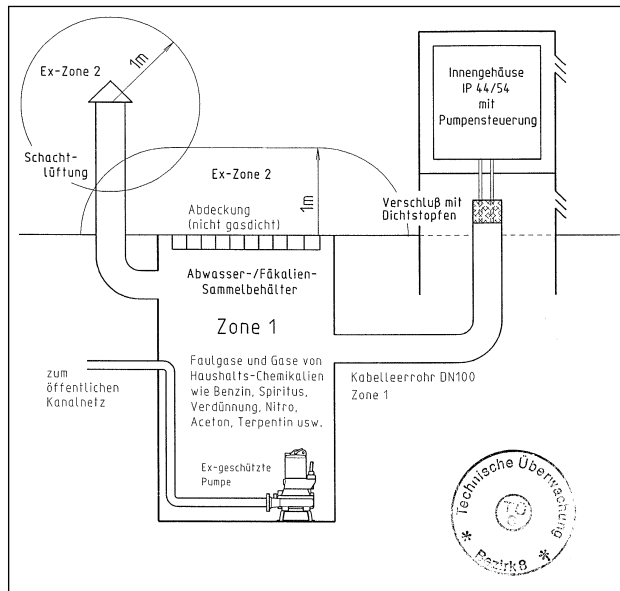 Ex-Zone 2
1m
Schacht-
lüftung
Ex-Zone 2
1m
Abdeckung
(nicht gasdicht)
Innengehäuse
IP 44/54
mit
Pumpensteuerung
Verschluß mit
Dichtstopfen
Abwasser-/Fäkalien-
Sammelbehälter
Zone 1
Faulgase und Gase von
Haushalts-Chemikalien
wie Benzin, Spiritus,
Verdünnung, Nitro,
Aceton, Terpentin usw.
zum
öffentlichen
Kanalnetz
Kabelleerrohr DN100
Zone 1
Ex-geschützte
Pumpe
Technische Überwachung
* Bezirk 8 *